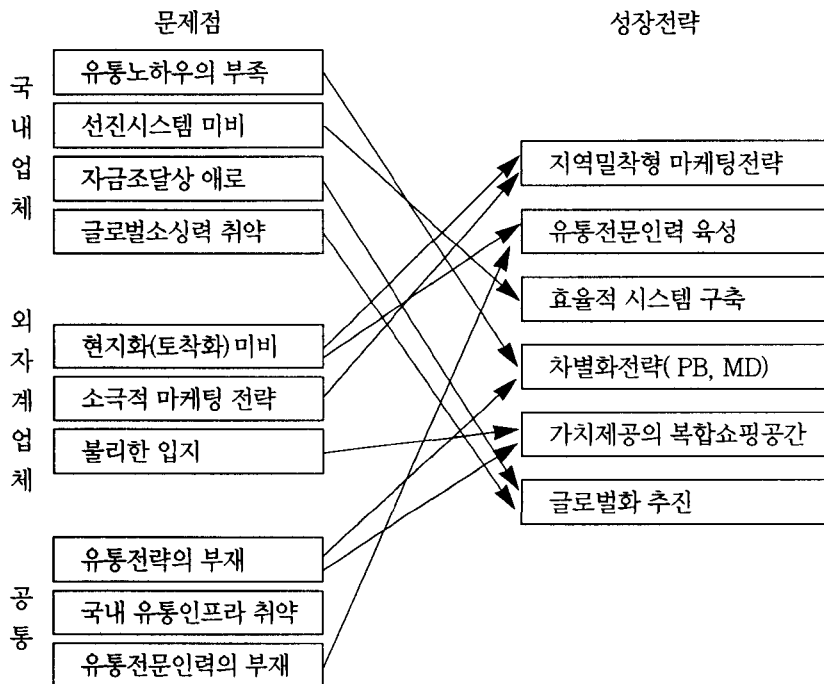 문제점
성장전략
국내업체
유통노하우의 부족
선진시스템 미비
자금조달상 애로
글로벌소싱력 취약
외자계업체
현지화(토착화) 미비
소극적 마케팅 전략
불리한 입지
공통
유통전략의 부재
국내 유통인프라 취약
유통전문인력의 부재
지역밀착형 마케팅전략
유통전문인력 육성
효율적 시스템 구축
차별화전략( PB, MD)
가치제공의 복합쇼핑공간
글로벌화 추진